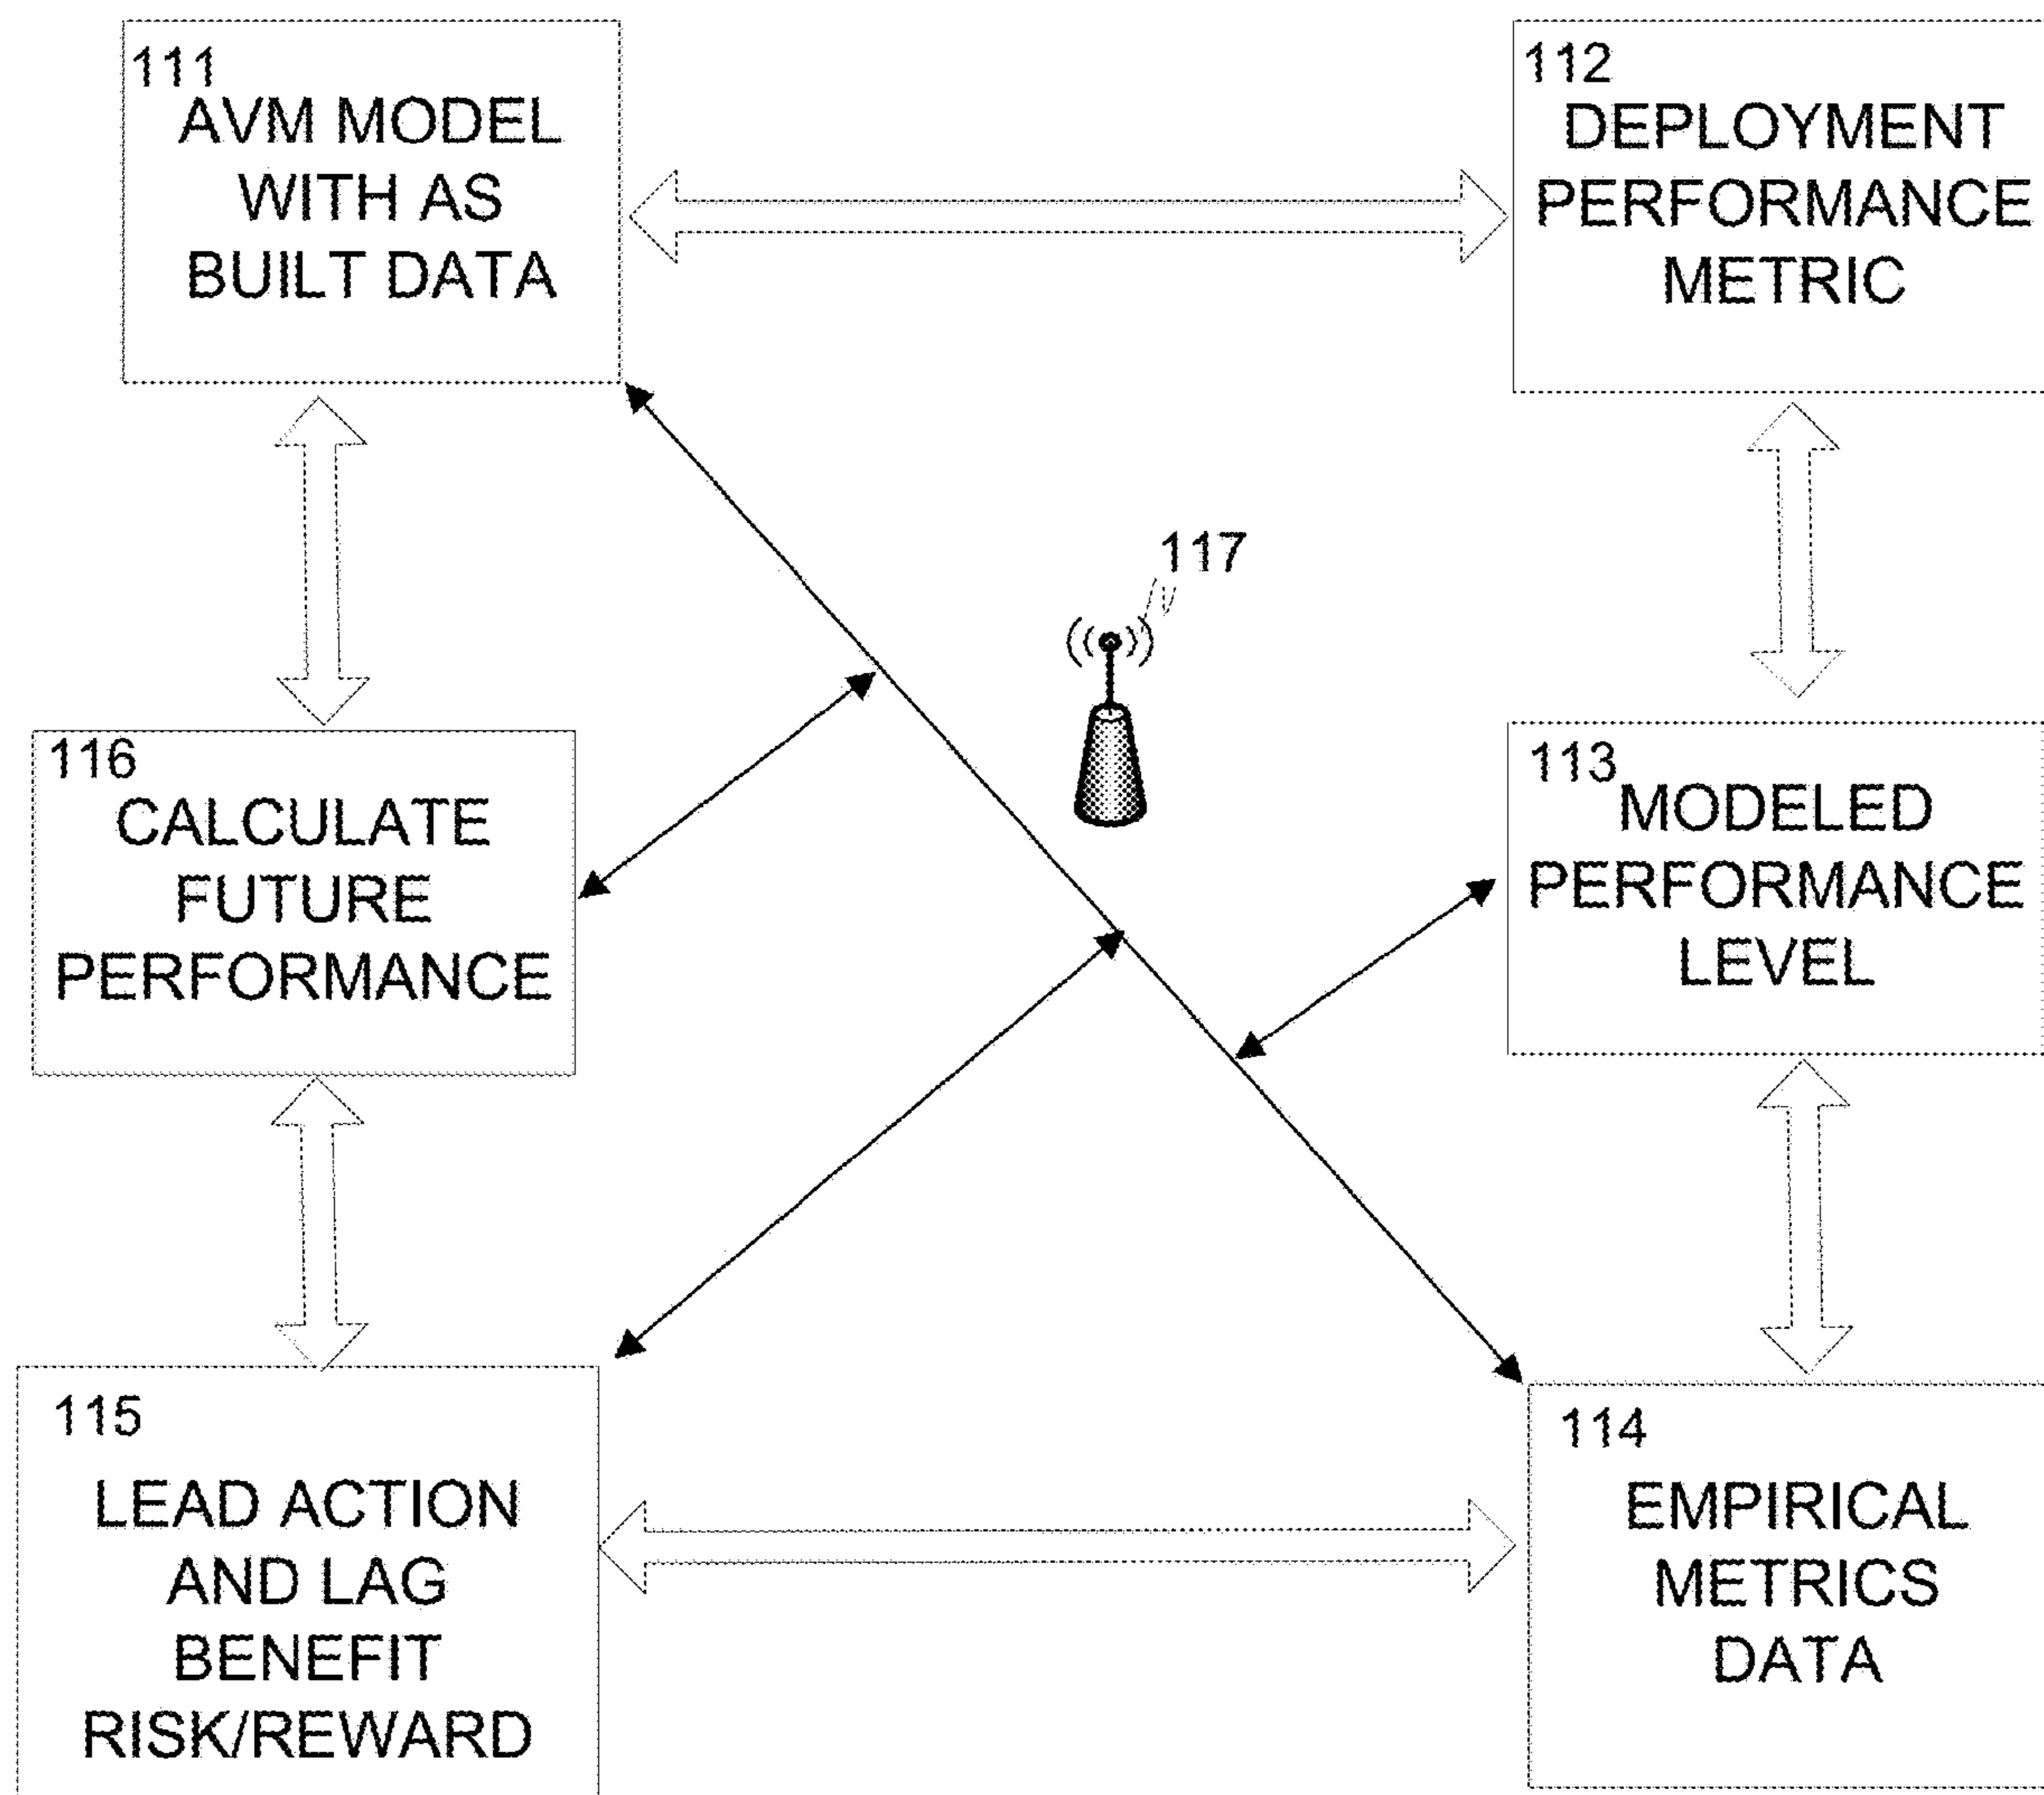 111
AVM MODEL
WITH AS
BUILT DATA
112
DEPLOYMENT
PERFORMANCE
METRIC
117
116
CALCULATE
FUTURE
PERFORMANCE
113
MODELED
PERFORMANCE
LEVEL
115
LEAD ACTION
AND LAG
BENEFIT
RISK/REWARD
114
EMPIRICAL
METRICS
DATA